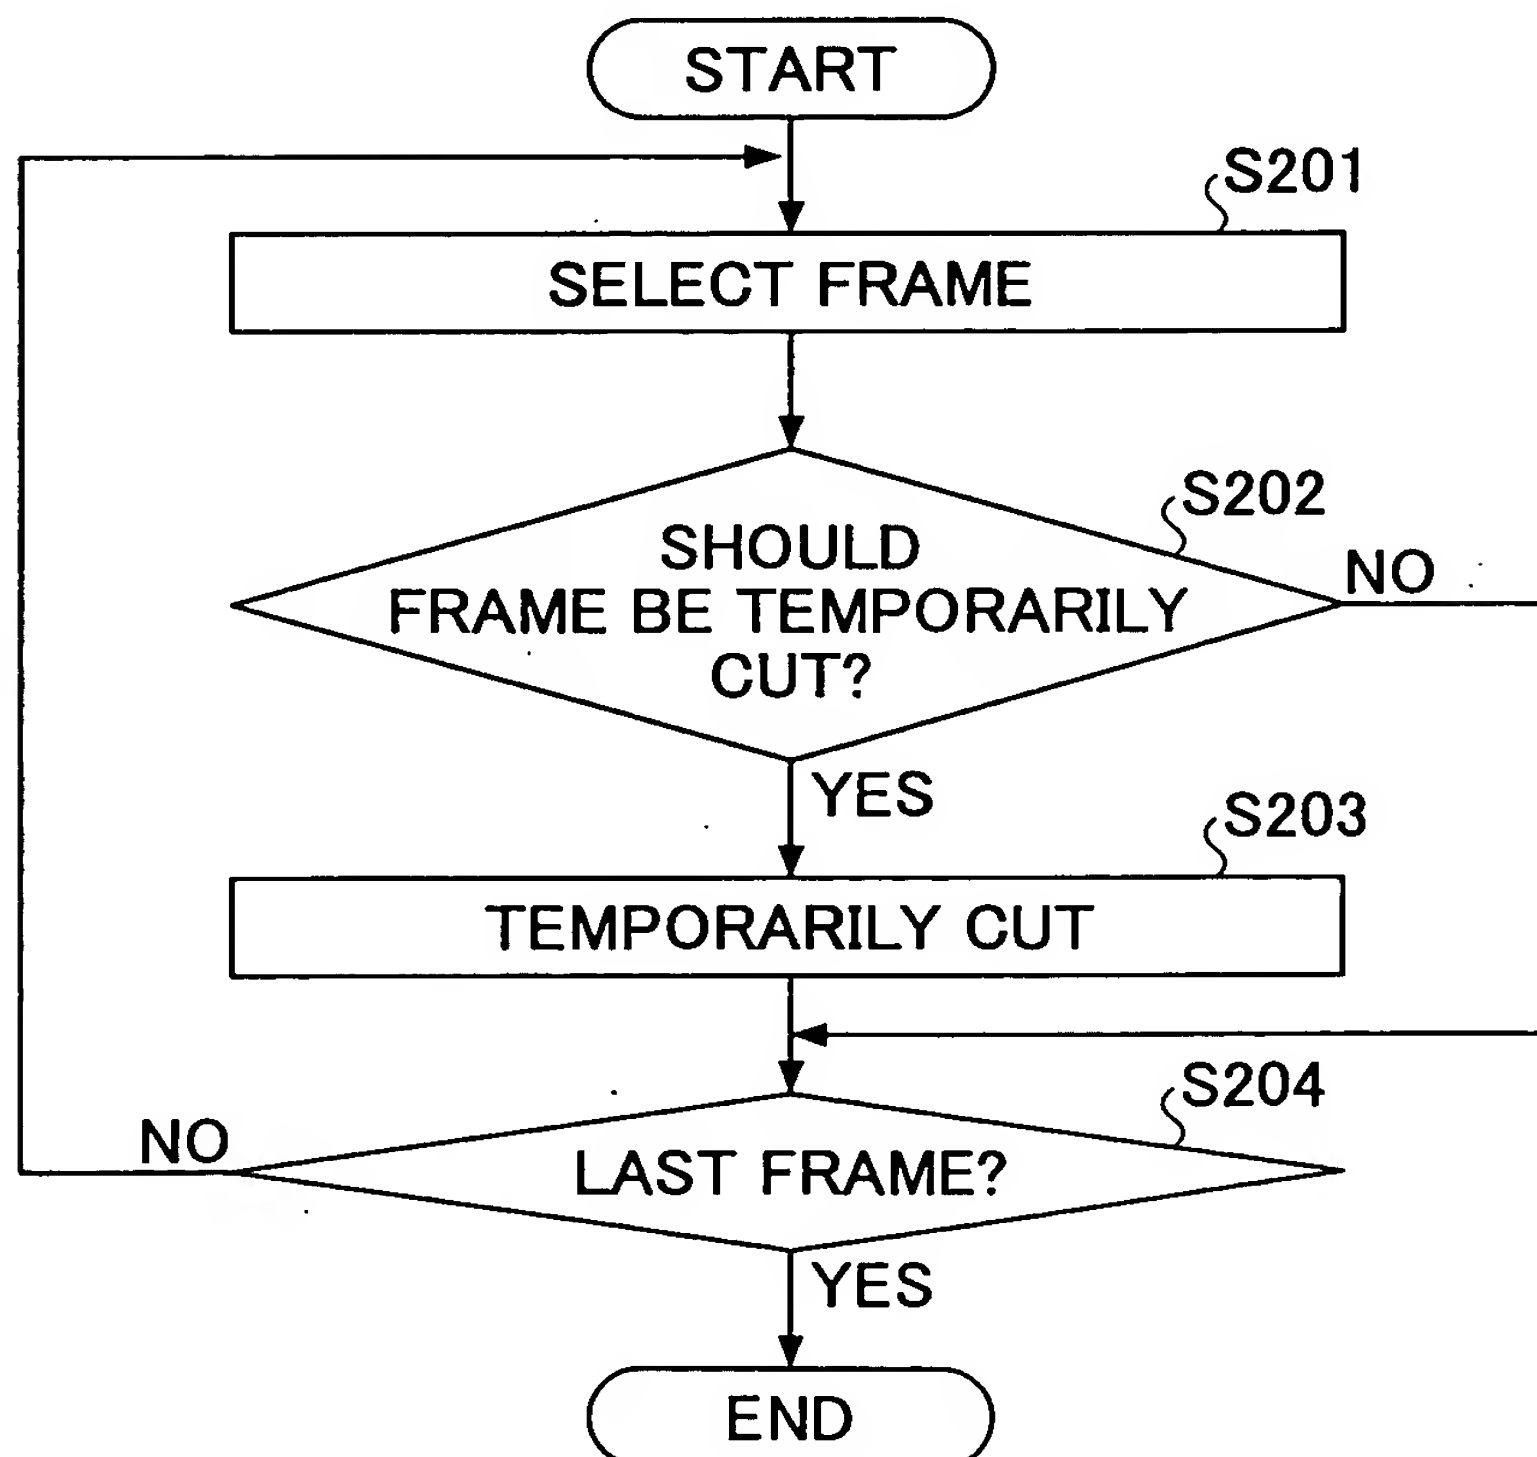 START
S201
SELECT FRAME
S202
SHOULD
FRAME BE TEMPORARILY
CUT?
NO
YES
S203
TEMPORARILY CUT
S204
NO
LAST FRAME?
YES
END